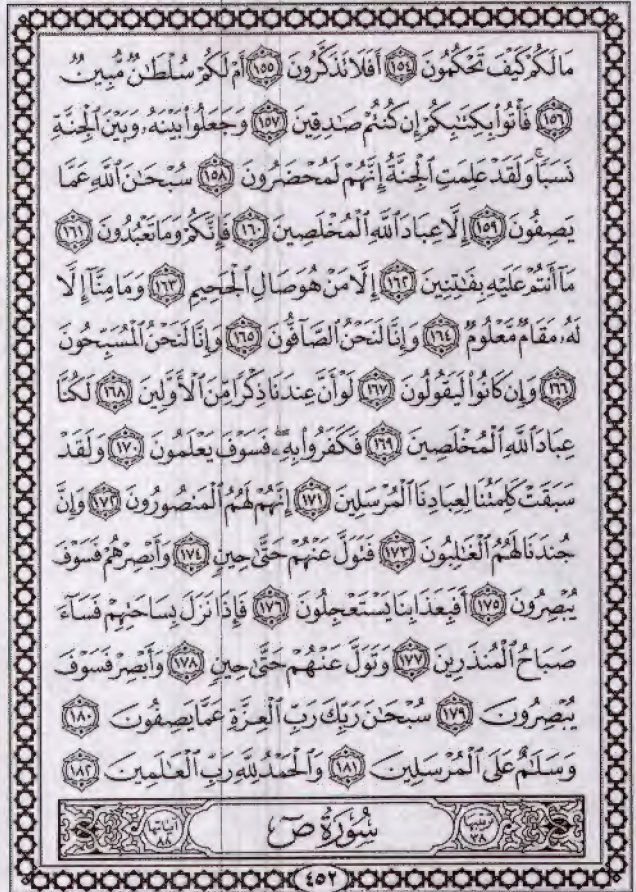 مَا لَكُمْ كَيْفَ تَحْكُمُونَ ١٥٤ أَفَلَا تَذَكَّرُونَ ١٥٥ أَمْ لَكُمْ سُلْطَٰنٌ مُّبِينٌ
١٥٦ فَأْتُوا۟ بِكِتَٰبِكُمْ إِن كُنتُمْ صَٰدِقِينَ ١٥٧ وَجَعَلُوا۟ بَيْنَهُۥ وَبَيْنَ ٱلْجِنَّةِ
نَسَبًا ۚ وَلَقَدْ عَلِمَتِ ٱلْجِنَّةُ إِنَّهُمْ لَمُحْضَرُونَ ١٥٨ سُبْحَٰنَ ٱللَّهِ عَمَّا
يَصِفُونَ ١٥٩ إِلَّا عِبَادَ ٱللَّهِ ٱلْمُخْلَصِينَ ١٦٠ فَإِنَّكُمْ وَمَا تَعْبُدُونَ ١٦١
مَآ أَنتُمْ عَلَيْهِ بِفَٰتِنِينَ ١٦٢ إِلَّا مَنْ هُوَ صَالِ ٱلْجَحِيمِ ١٦٣ وَمَا مِنَّآ إِلَّا
لَهُۥ مَقَامٌ مَّعْلُومٌ ١٦٤ وَإِنَّا لَنَحْنُ ٱلصَّآفُّونَ ١٦٥ وَإِنَّا لَنَحْنُ ٱلْمُسَبِّحُونَ
١٦٦ وَإِن كَانُوا۟ لَيَقُولُونَ ١٦٧ لَوْ أَنَّ عِندَنَا ذِكْرًا مِّنَ ٱلْأَوَّلِينَ ١٦٨ لَكُنَّا
عِبَادَ ٱللَّهِ ٱلْمُخْلَصِينَ ١٦٩ فَكَفَرُوا۟ بِهِۦ ۖ فَسَوْفَ يَعْلَمُونَ ١٧٠ وَلَقَدْ
سَبَقَتْ كَلِمَتُنَا لِعِبَادِنَا ٱلْمُرْسَلِينَ ١٧١ إِنَّهُمْ لَهُمُ ٱلْمَنصُورُونَ ١٧٢ وَإِنَّ
جُندَنَا لَهُمُ ٱلْغَٰلِبُونَ ١٧٣ فَتَوَلَّ عَنْهُمْ حَتَّىٰ حِينٍ ١٧٤ وَأَبْصِرْهُمْ فَسَوْفَ
يُبْصِرُونَ ١٧٥ أَفَبِعَذَابِنَا يَسْتَعْجِلُونَ ١٧٦ فَإِذَا نَزَلَ بِسَاحَتِهِمْ فَسَآءَ
صَبَاحُ ٱلْمُنذَرِينَ ١٧٧ وَتَوَلَّ عَنْهُمْ حَتَّىٰ حِينٍ ١٧٨ وَأَبْصِرْ فَسَوْفَ
يُبْصِرُونَ ١٧٩ سُبْحَٰنَ رَبِّكَ رَبِّ ٱلْعِزَّةِ عَمَّا يَصِفُونَ ١٨٠
وَسَلَٰمٌ عَلَى ٱلْمُرْسَلِينَ ١٨١ وَٱلْحَمْدُ لِلَّهِ رَبِّ ٱلْعَٰلَمِينَ ١٨٢
ترتيبها ٣٨ سُورَةُ صٓ آياتها ٨٨
٤٥٢